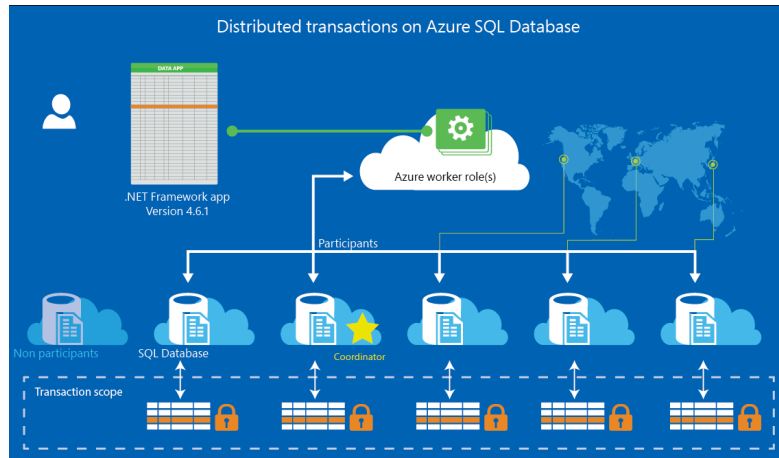 Distributed transactions on Azure SQL Database
DATA APP
.NET Framework app
Version 4.6.1
Azure worker role(s)
Participants
Non participants
SQL Database
Coordinator
Transaction scope